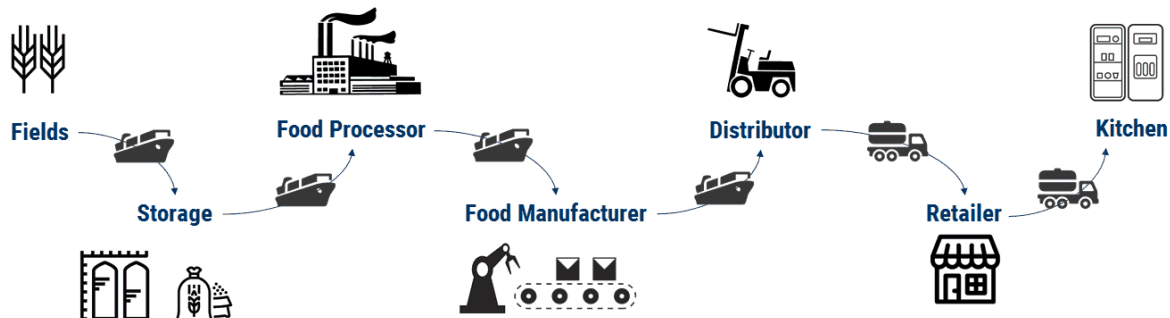 Fields
Storage
Food Processor
Food Manufacturer
Distributor
Retailer
Kitchen